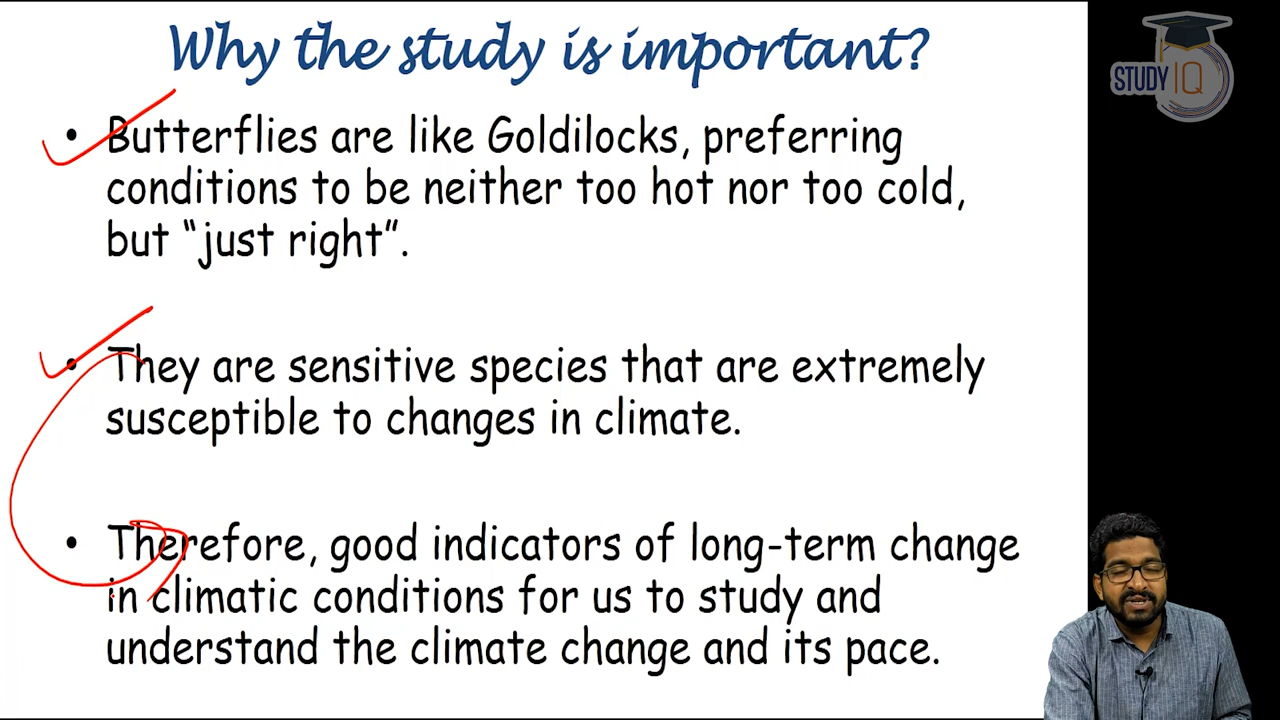 Why the study is important?
STUDY IQ
• Butterflies are like Goldilocks, preferring
conditions to be neither too hot nor too cold,
but “just right”.
• They are sensitive species that are extremely
susceptible to changes in climate.
• Therefore, good indicators of long-term change
in climatic conditions for us to study and
understand the climate change and its pace.